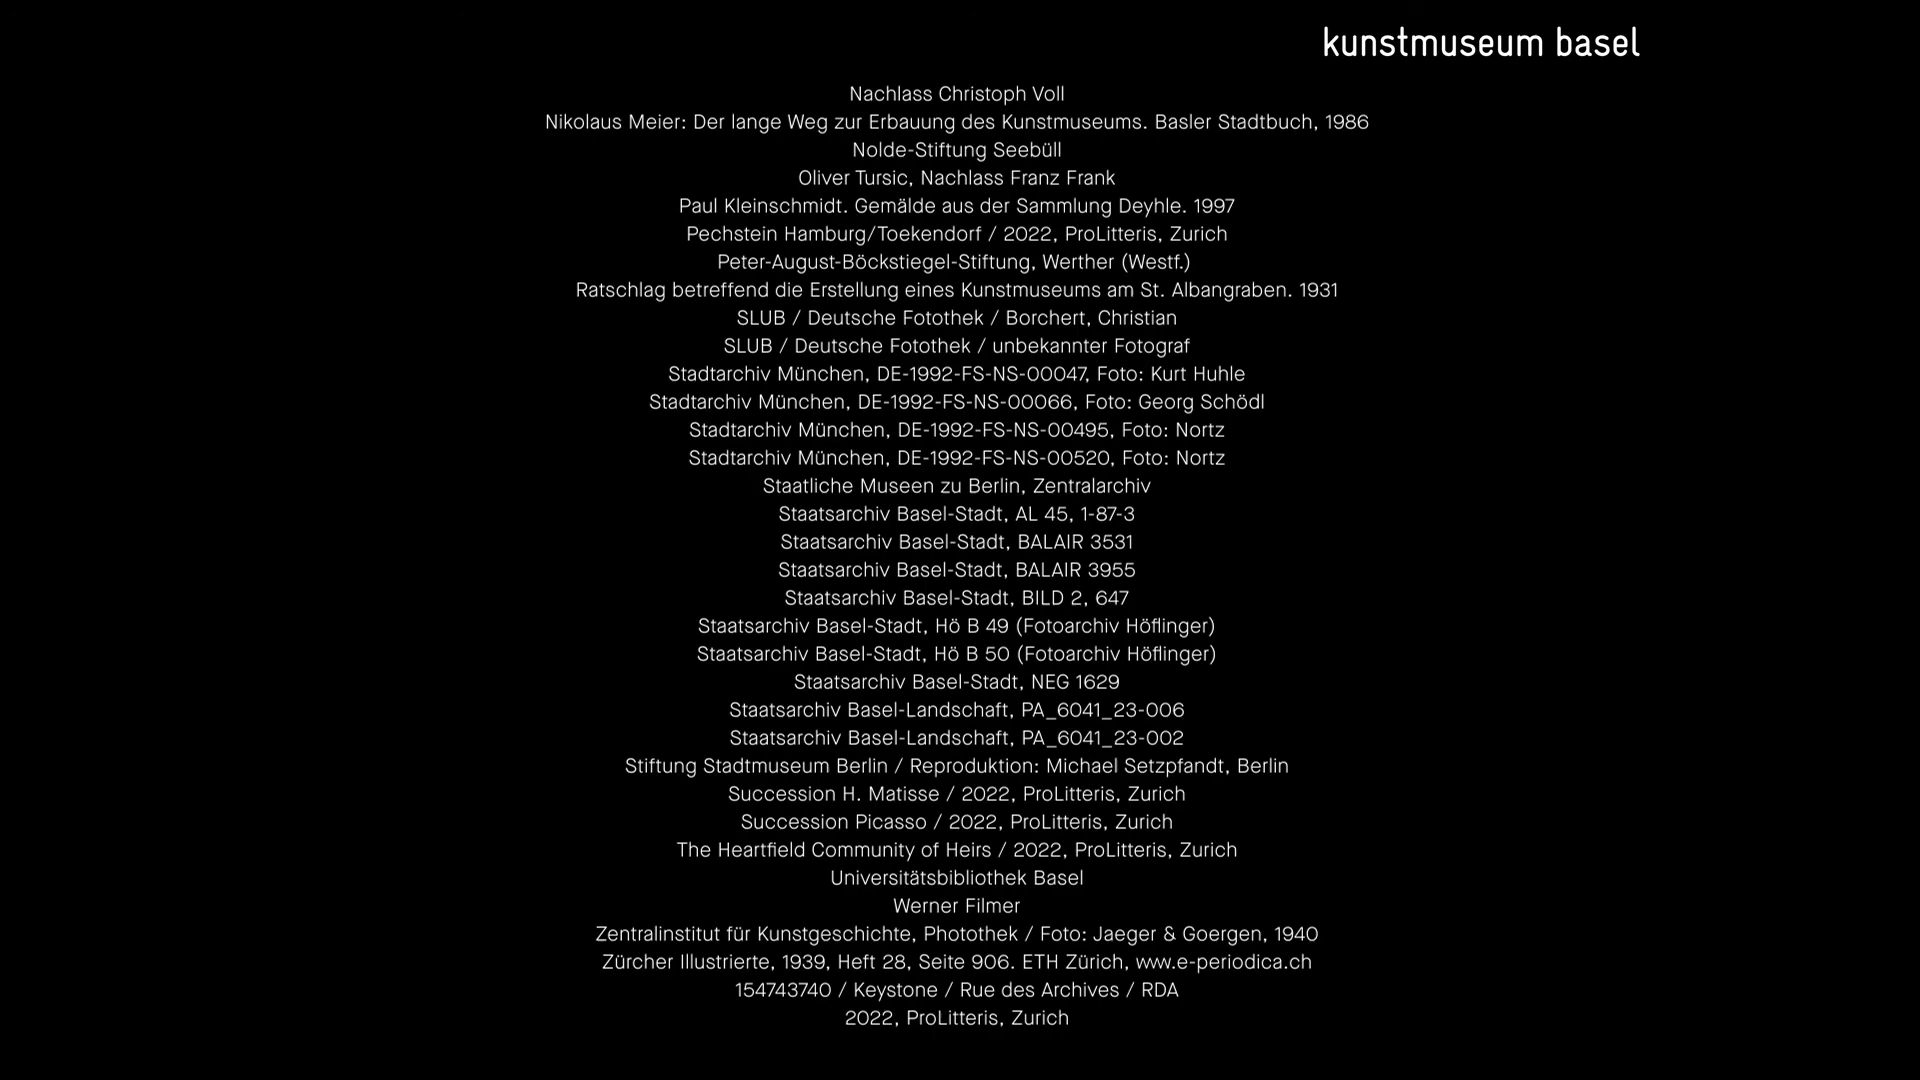 kunstmuseum basel
Nachlass Christoph Voll
Nikolaus Meier: Der lange Weg zur Erbauung des Kunstmuseums. Basler Stadtbuch, 1986
Nolde-Stiftung Seebüll
Oliver Tursic, Nachlass Franz Frank
Paul Kleinschmidt. Gemälde aus der Sammlung Deyhle. 1997
Pechstein Hamburg/Toekendorf / 2022, ProLitteris, Zurich
Peter-August-Böckstiegel-Stiftung, Werther (Westf.)
Ratschlag betreffend die Erstellung eines Kunstmuseums am St. Albangraben. 1931
SLUB / Deutsche Fotothek / Borchert, Christian
SLUB / Deutsche Fotothek / unbekannter Fotograf
Stadtarchiv München, DE-1992-FS-NS-00047, Foto: Kurt Huhle
Stadtarchiv München, DE-1992-FS-NS-00066, Foto: Georg Schödl
Stadtarchiv München, DE-1992-FS-NS-00495, Foto: Nortz
Stadtarchiv München, DE-1992-FS-NS-00520, Foto: Nortz
Staatliche Museen zu Berlin, Zentralarchiv
Staatsarchiv Basel-Stadt, AL 45, 1-87-3
Staatsarchiv Basel-Stadt, BALAIR 3531
Staatsarchiv Basel-Stadt, BALAIR 3955
Staatsarchiv Basel-Stadt, BILD 2, 647
Staatsarchiv Basel-Stadt, Hö B 49 (Fotoarchiv Höflinger)
Staatsarchiv Basel-Stadt, Hö B 50 (Fotoarchiv Höflinger)
Staatsarchiv Basel-Stadt, NEG 1629
Staatsarchiv Basel-Landschaft, PA_6041_23-006
Staatsarchiv Basel-Landschaft, PA_6041_23-002
Stiftung Stadtmuseum Berlin / Reproduktion: Michael Setzpfandt, Berlin
Succession H. Matisse / 2022, ProLitteris, Zurich
Succession Picasso / 2022, ProLitteris, Zurich
The Heartfield Community of Heirs / 2022, ProLitteris, Zurich
Universitätsbibliothek Basel
Werner Filmer
Zentralinstitut für Kunstgeschichte, Photothek / Foto: Jaeger & Goergen, 1940
Zürcher Illustrierte, 1939, Heft 28, Seite 906. ETH Zürich, www.e-periodica.ch
154743740 / Keystone / Rue des Archives / RDA
2022, ProLitteris, Zurich